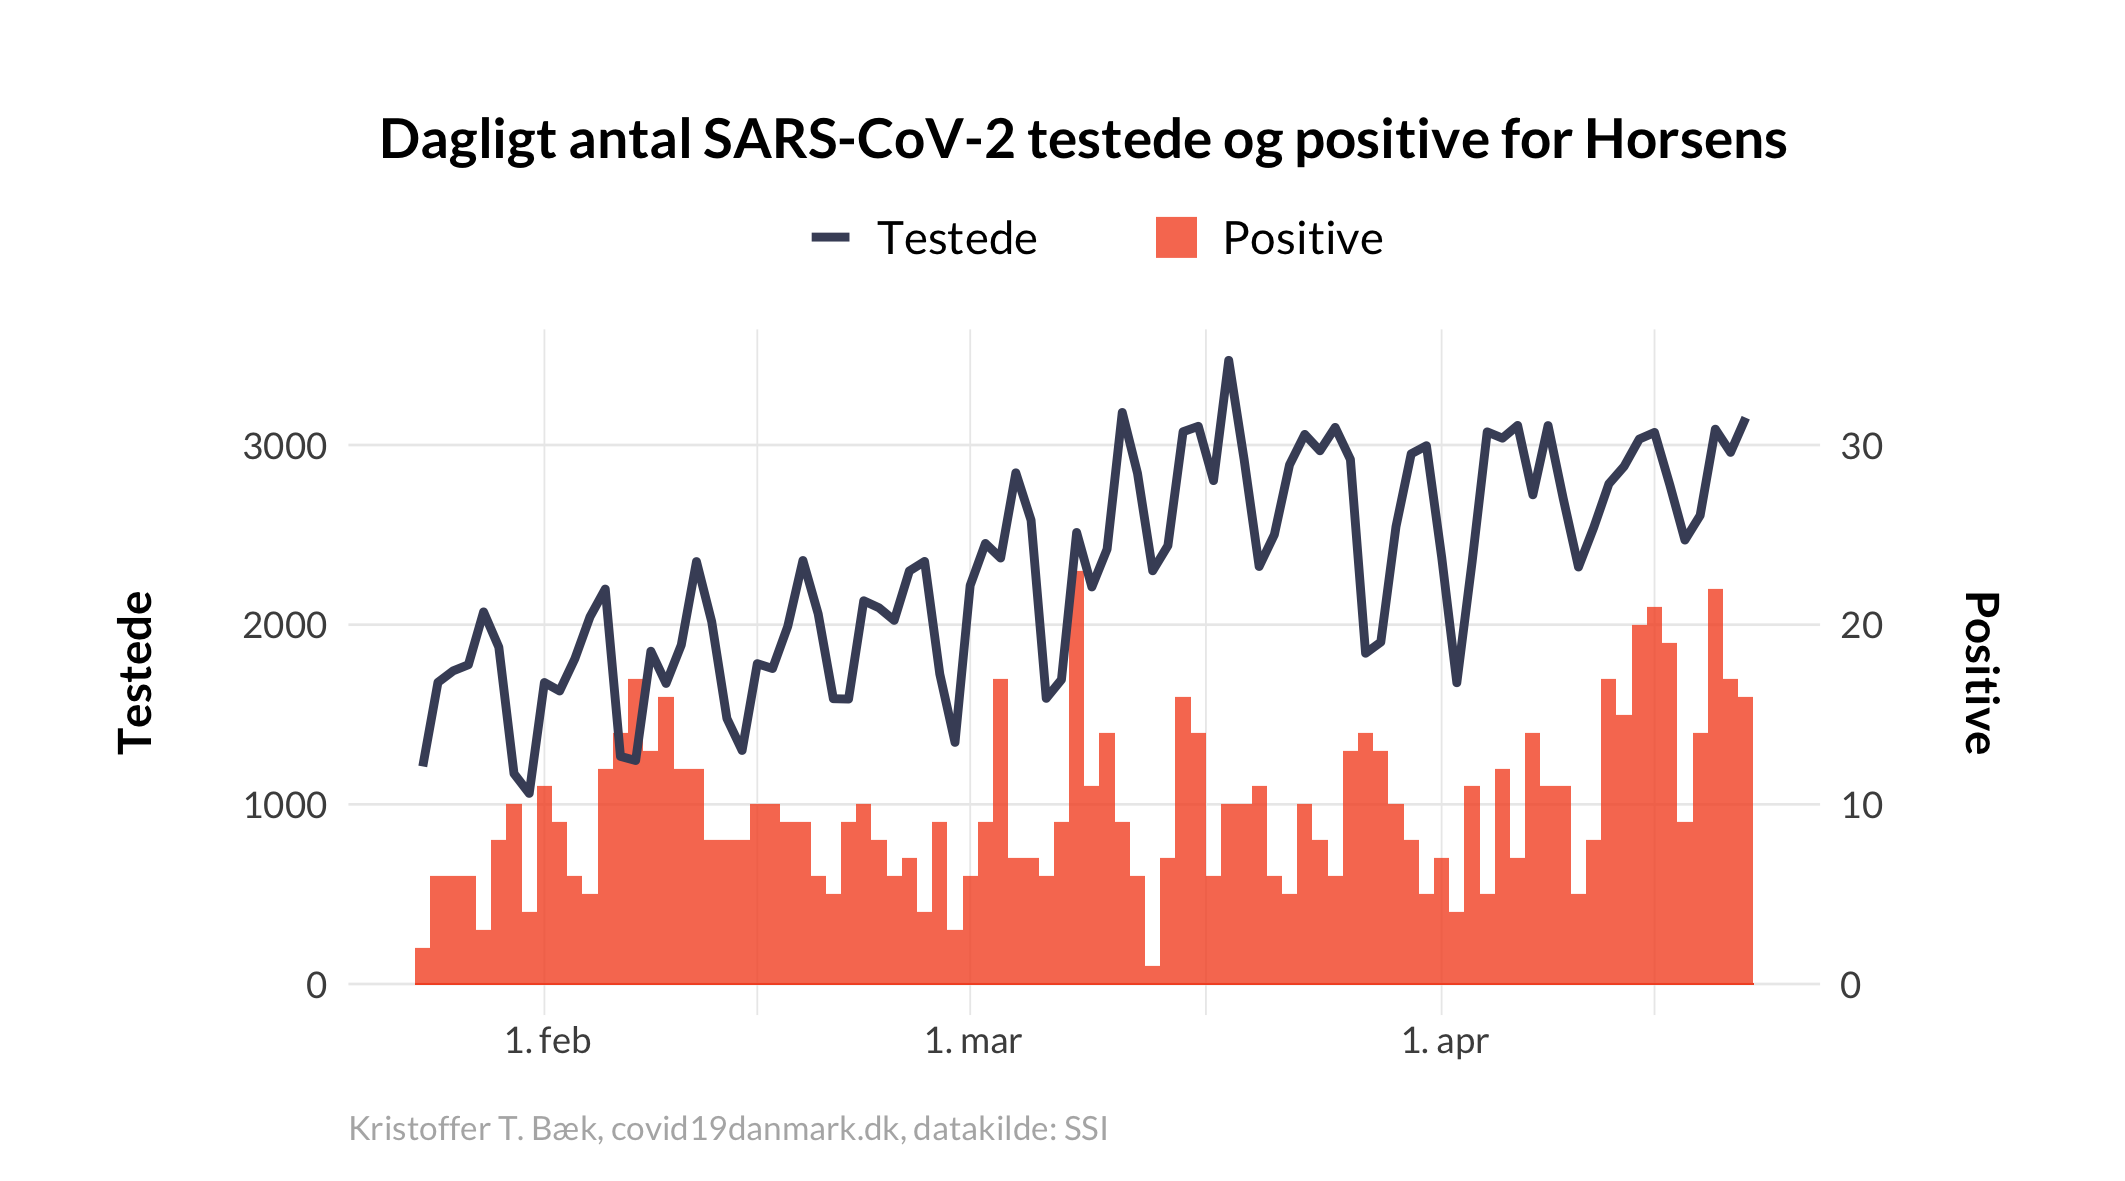 Dagligt antal SARS-CoV-2 testede og positive for Horsens
Testede
Positive
3000
2000
1000
0
Testede
30
20
10
0
Positive
1. feb
1. mar
1. apr
Kristoffer T. Bæk, covid19danmark.dk, datakilde: SSI